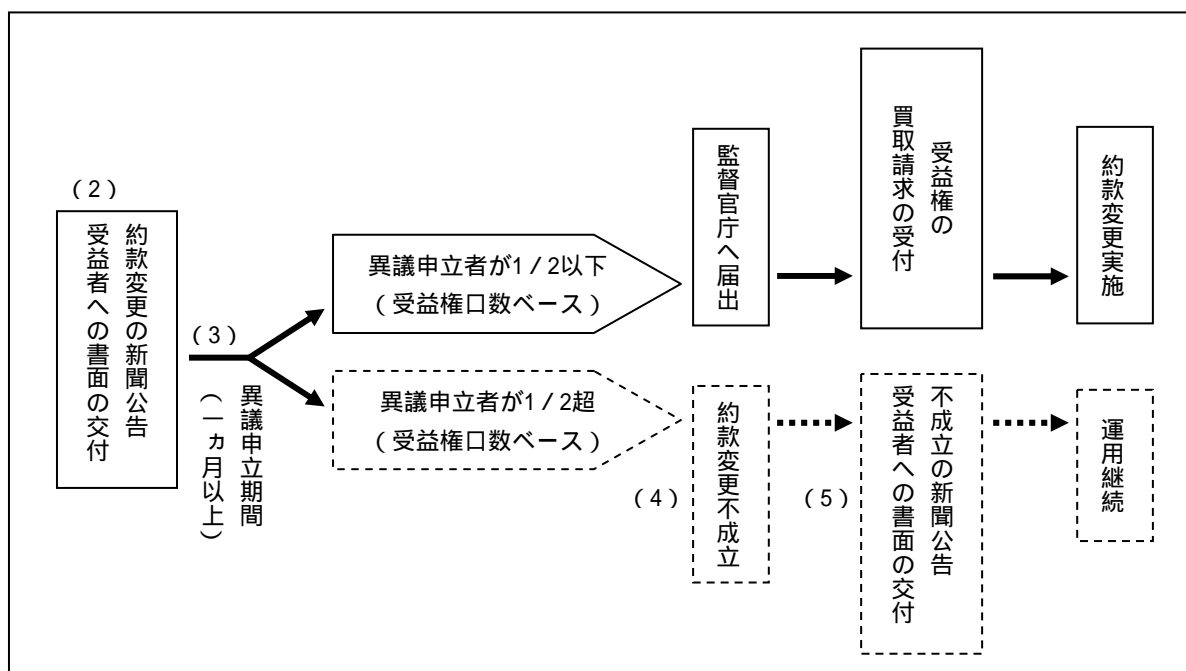 (2)
約款変更の新聞公告
受益者への書面の交付
(3)
異議申立期間
(一ヵ月以上)
異議申立者が1/2以下
(受益権口数ベース)
監督官庁へ届出
受益権の
買取請求の受付
約款変更実施
異議申立者が1/2超
(受益権口数ベース)
(4)
約款変更不成立
(5)
不成立の新聞公告
受益者への書面の交付
運用継続